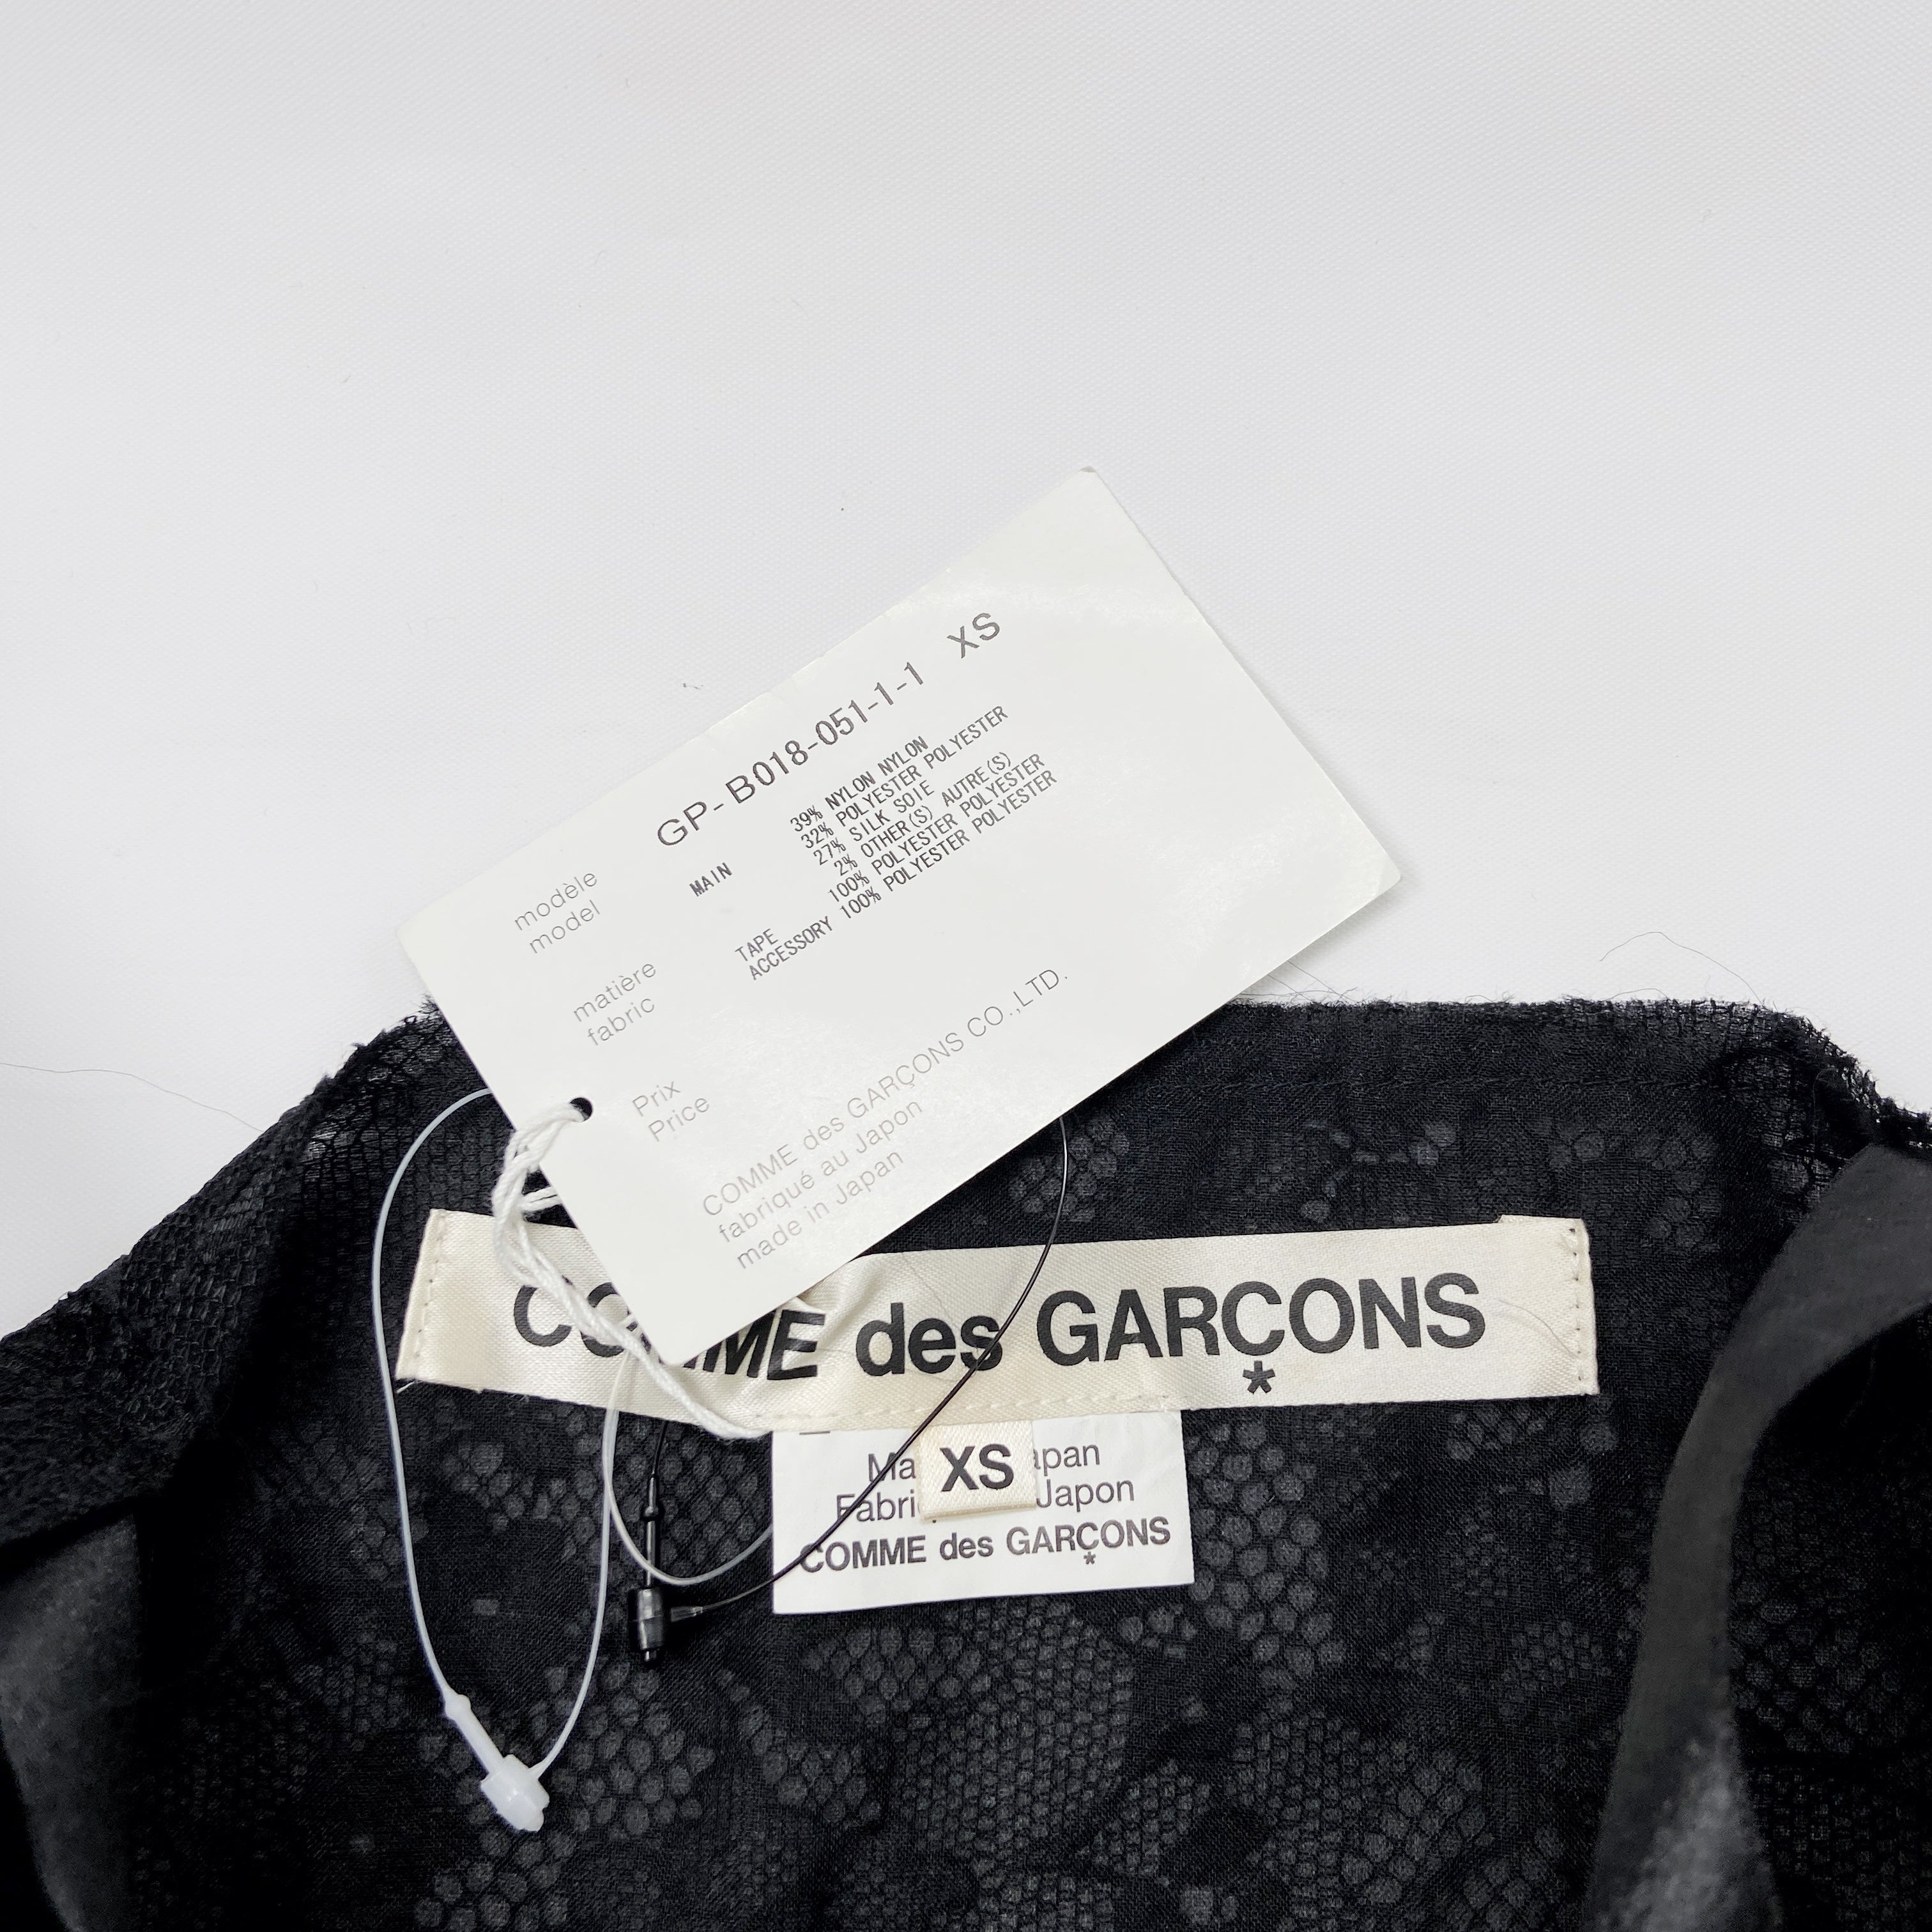 modèle
model
GP-B018-051-1-1 XS
matière
fabric
MAIN 39% NYLON NYLON
32% POLYESTER POLYESTER
27% SILK SOIE
2% OTHER(S) AUTRE(S)
TAPE 100% POLYESTER POLYESTER
ACCESSORY 100% POLYESTER POLYESTER
Prix
Price
COMME des GARÇONS CO.,LTD.
fabriqué au Japon
made in Japan
des GARÇONS
*
XS
Japon
COMME des GARÇONS
*